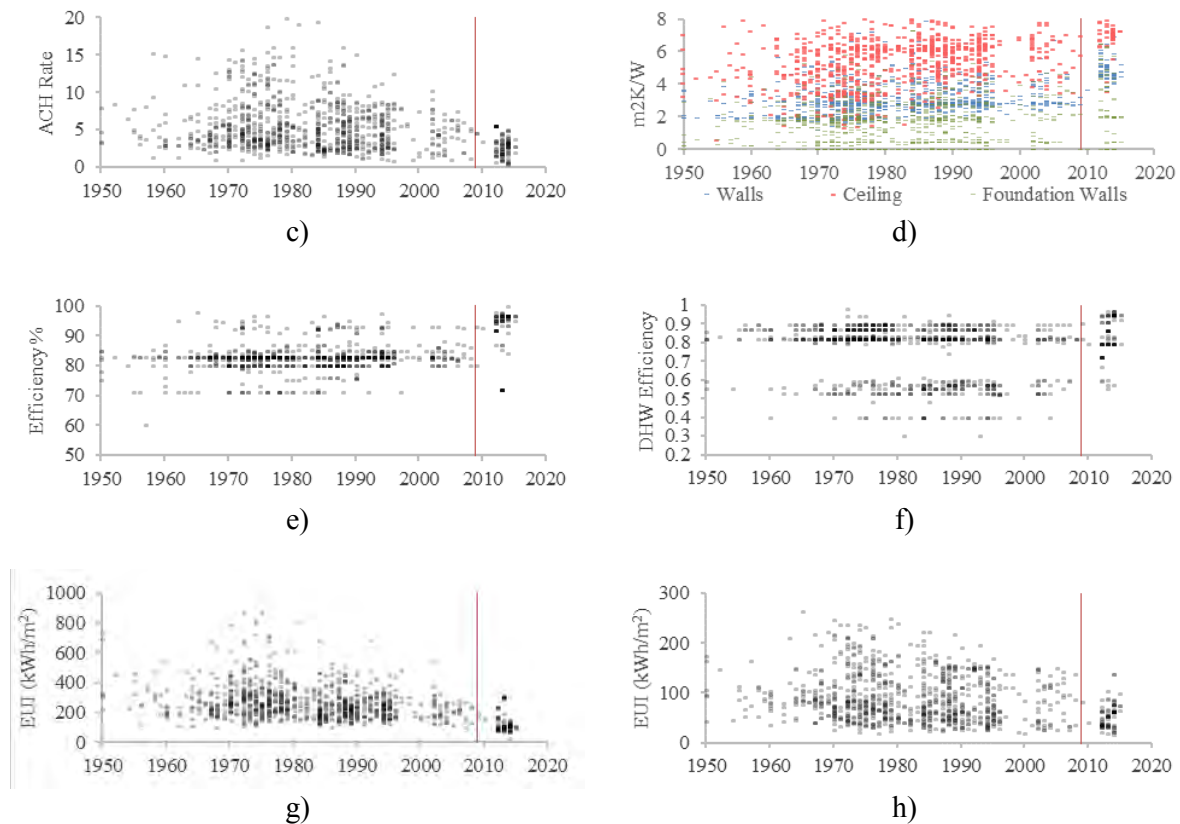 ACH Rate
20
15
10
5
0
1950 1960 1970 1980 1990 2000 2010 2020
c)
m2K/W
8
6
4
2
0
1950 1960 1970 1980 1990 2000 2010 2020
Walls Ceiling Foundation Walls
d)
Efficiency %
100
90
80
70
60
50
1950 1960 1970 1980 1990 2000 2010 2020
e)
DHW Efficiency
1
0.9
0.8
0.7
0.6
0.5
0.4
0.3
0.2
1950 1960 1970 1980 1990 2000 2010 2020
f)
EUI (kWh/m²)
1000
800
600
400
200
0
1950 1960 1970 1980 1990 2000 2010 2020
g)
EUI (kWh/m²)
300
200
100
0
1950 1960 1970 1980 1990 2000 2010 2020
h)